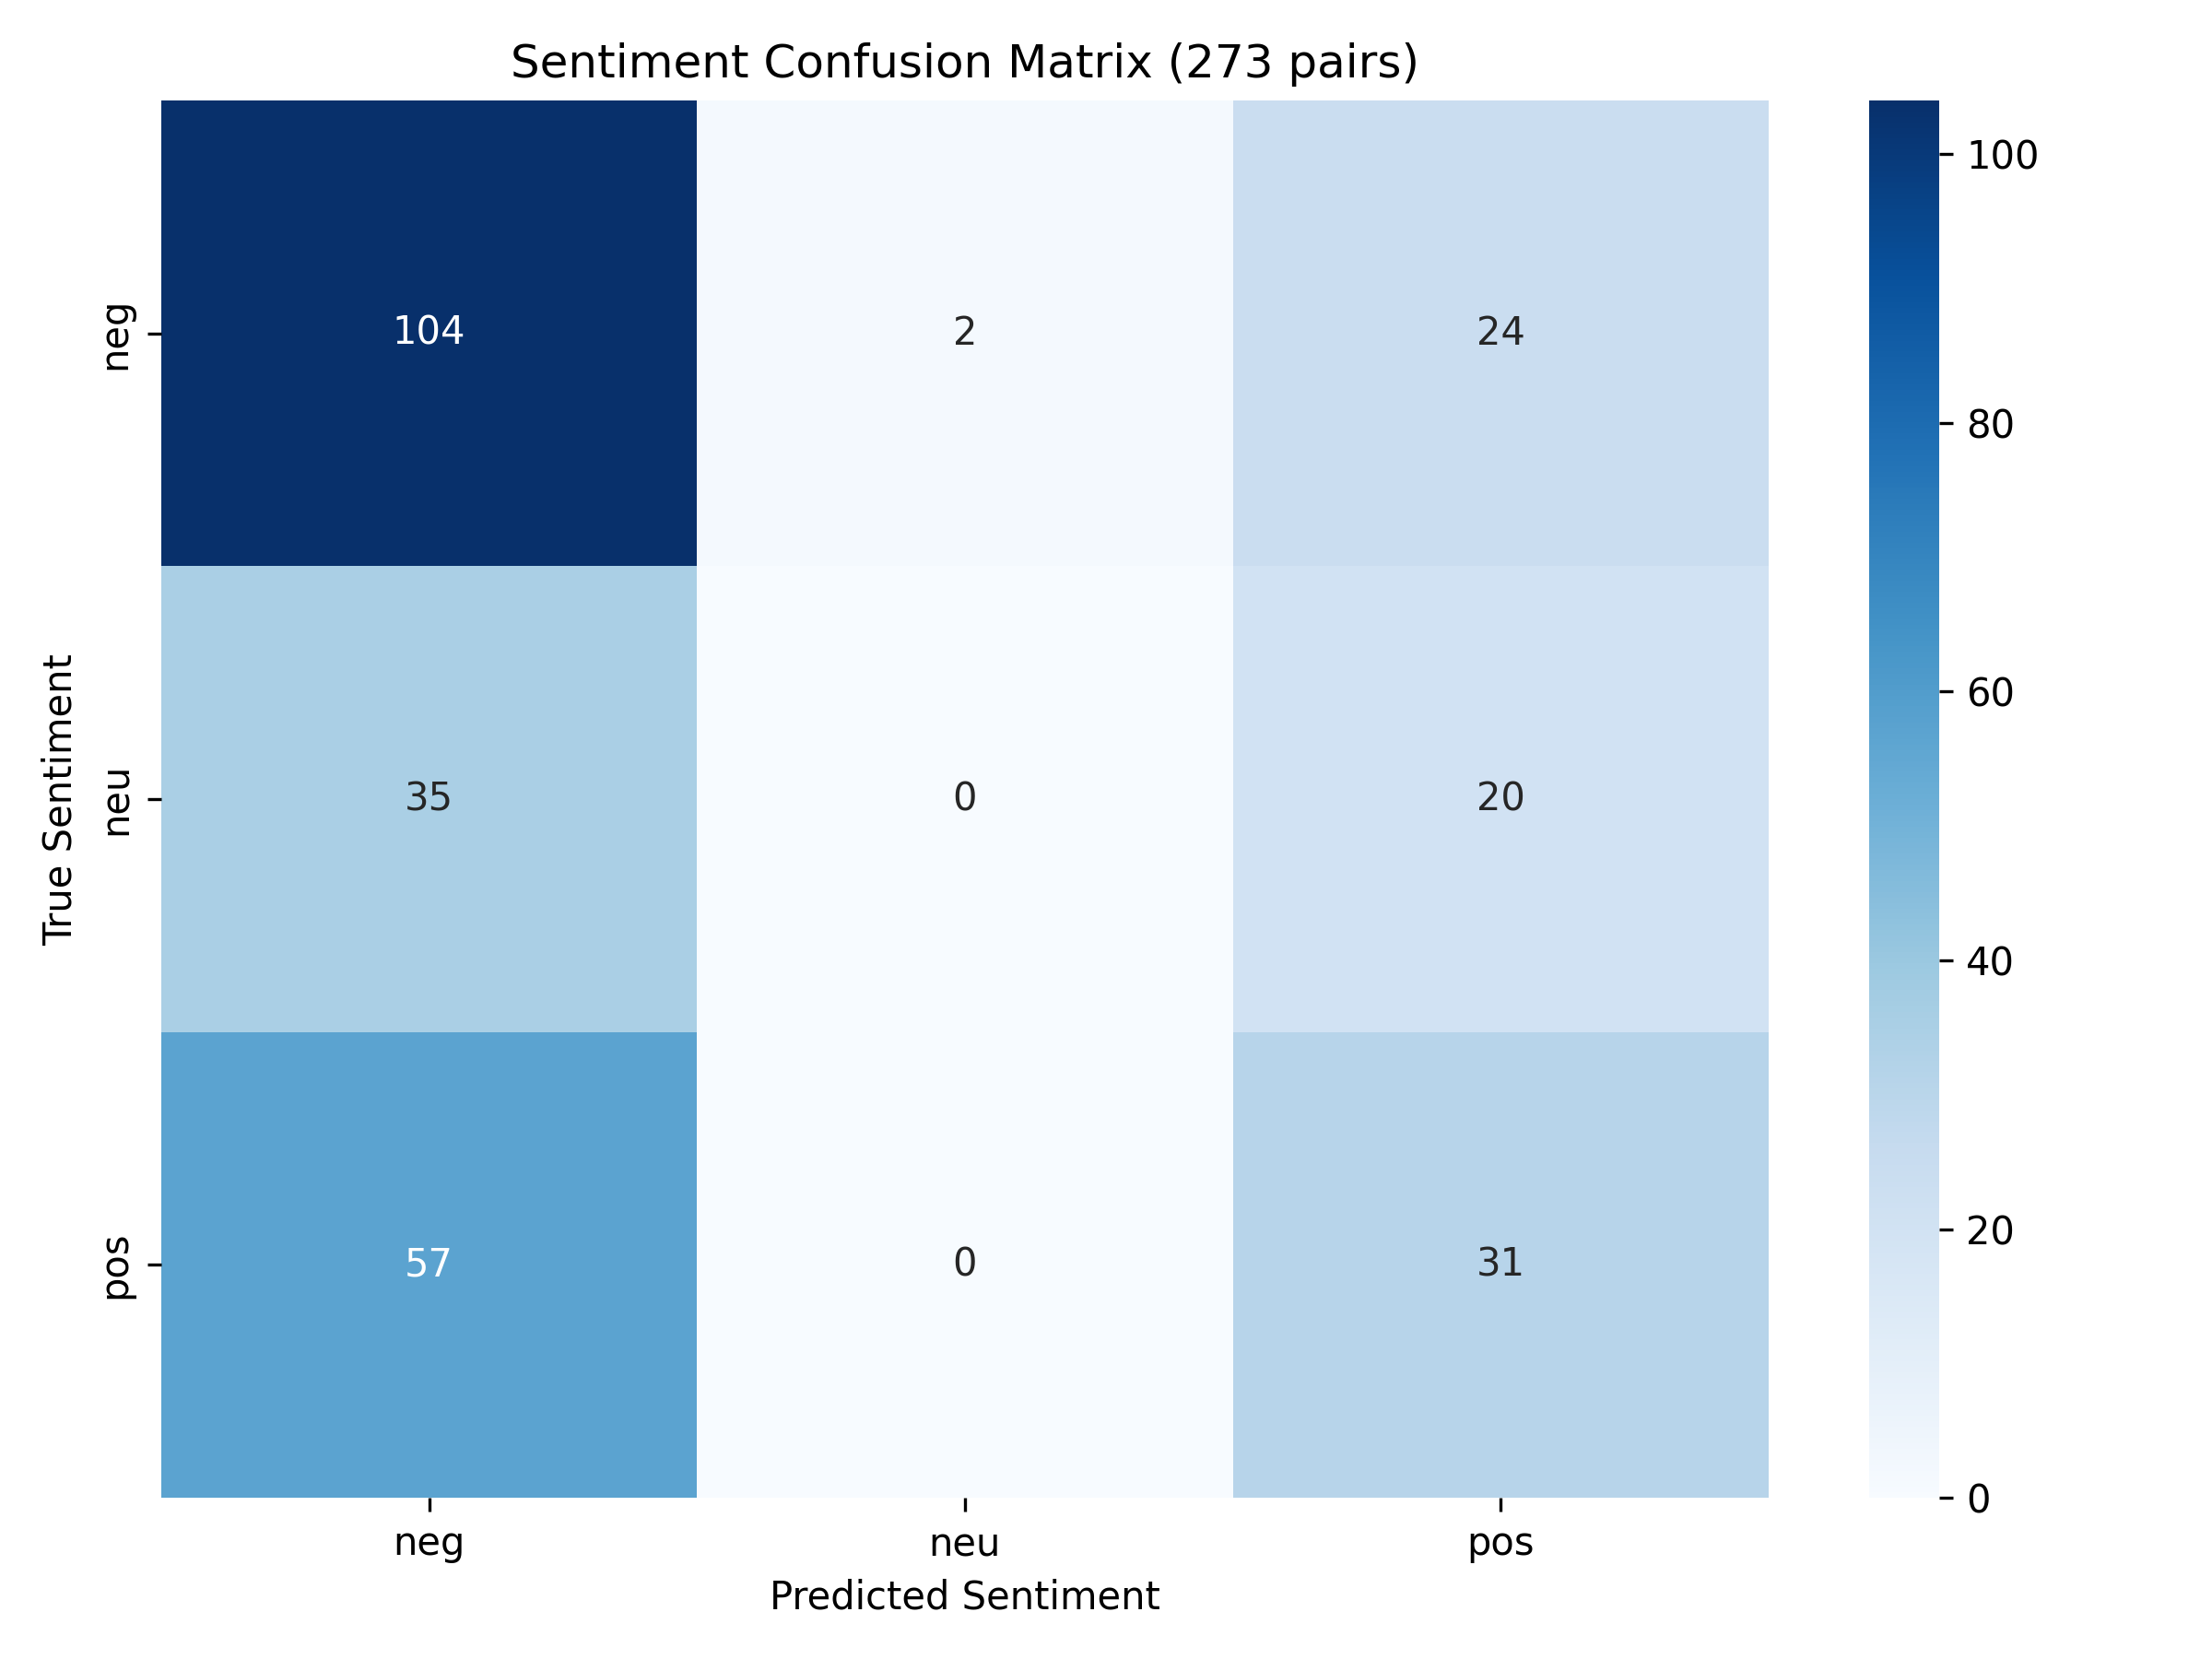 Sentiment Confusion Matrix (273 pairs)
True Sentiment
neg
104
2
24
neu
35
0
20
pos
57
0
31
neg
neu
pos
Predicted Sentiment
100
80
60
40
20
0